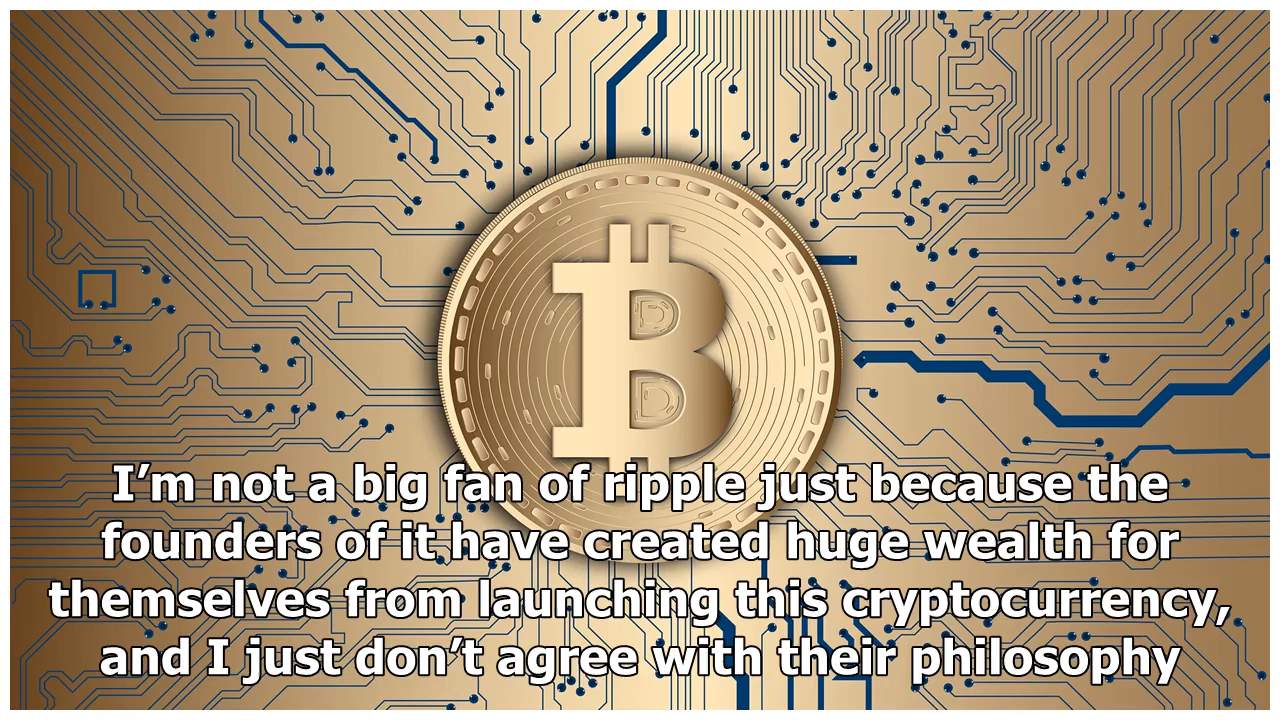 I’m not a big fan of ripple just because the
founders of it have created huge wealth for
themselves from launching this cryptocurrency,
and I just don’t agree with their philosophy